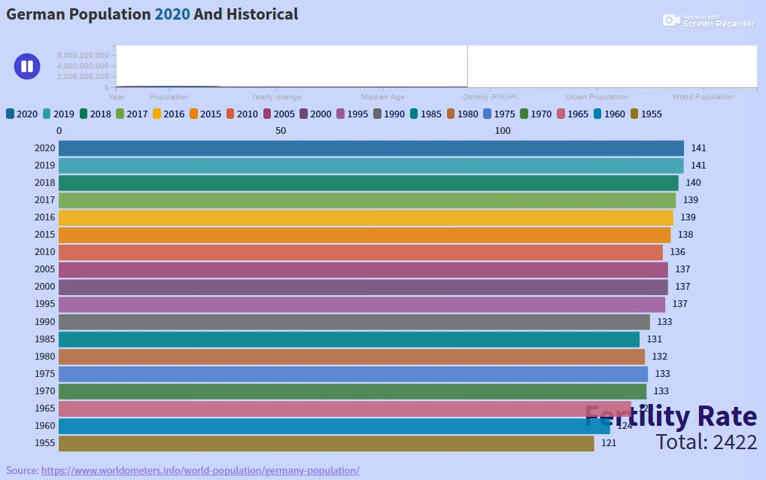 German Population 2020 And Historical
Apowersoft
Screen Recorder
6,000,000,000
4,000,000,000
2,000,000,000
0
Year Population Yearly change Median Age Density (P/Km²) Urban Population World Population
2020 2019 2018 2017 2016 2015 2010 2005 2000 1995 1990 1985 1980 1975 1970 1965 1960 1955
0 50 100
2020 141
2019 141
2018 140
2017 139
2016 139
2015 138
2010 136
2005 137
2000 137
1995 137
1990 133
1985 131
1980 132
1975 133
1970 133
1965
Fertility Rate
1960 124
Total: 2422
1955 121
Source: https://www.worldometers.info/world-population/germany-population/